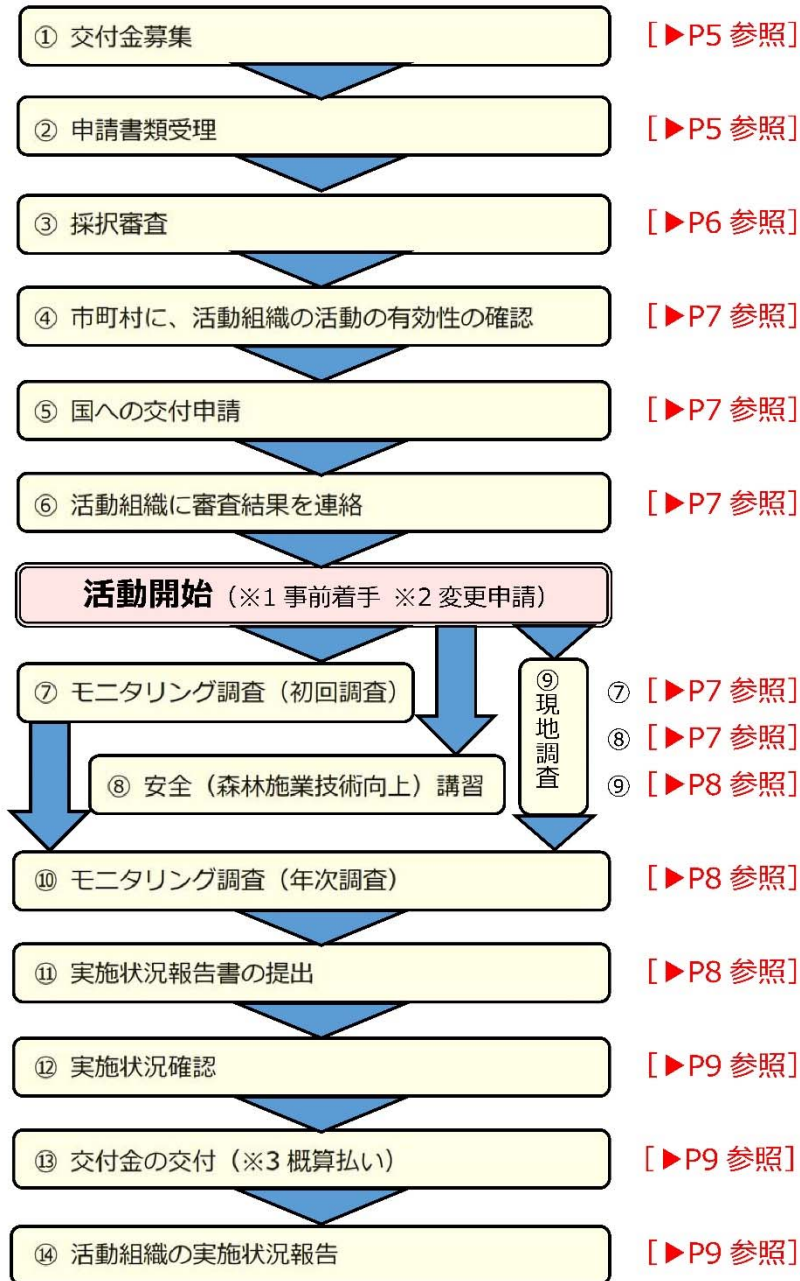 ① 交付金募集 [▶P5 参照]
② 申請書類受理 [▶P5 参照]
③ 採択審査 [▶P6 参照]
④ 市町村に、活動組織の活動の有効性の確認 [▶P7 参照]
⑤ 国への交付申請 [▶P7 参照]
⑥ 活動組織に審査結果を連絡 [▶P7 参照]
活動開始（※1 事前着手 ※2 変更申請）
⑦ モニタリング調査（初回調査）
⑧ 安全（森林施業技術向上）講習
⑨現地調査
⑦ [▶P7 参照]
⑧ [▶P7 参照]
⑨ [▶P8 参照]
⑩ モニタリング調査（年次調査） [▶P8 参照]
⑪ 実施状況報告書の提出 [▶P8 参照]
⑫ 実施状況確認 [▶P9 参照]
⑬ 交付金の交付（※3 概算払い） [▶P9 参照]
⑭ 活動組織の実施状況報告 [▶P9 参照]